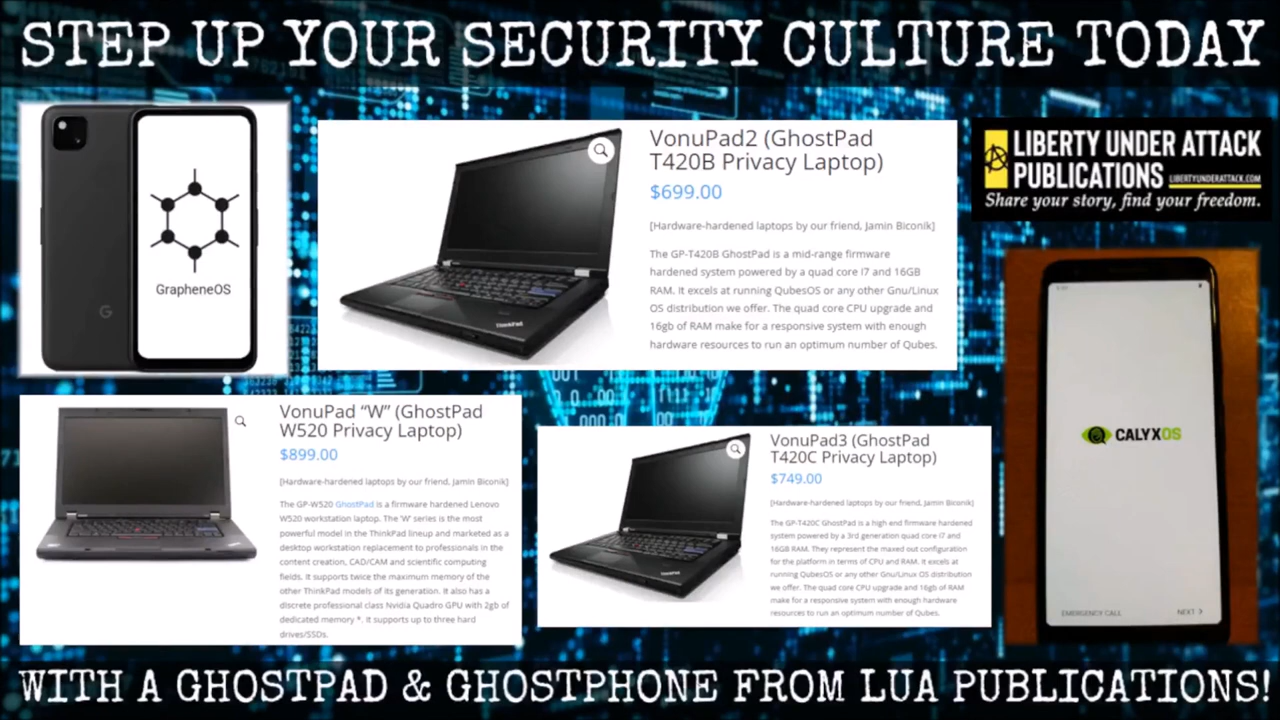 STEP UP YOUR SECURITY CULTURE TODAY
GrapheneOS
G
VonuPad2 (GhostPad
T420B Privacy Laptop)
$699.00
[Hardware-hardened laptops by our friend, Jamin Biconik]
The GP-T420B GhostPad is a mid-range firmware
hardened system powered by a quad core I7 and 16GB
RAM. It excels at running QubesOS or any other Gnu/Linux
OS distribution we offer. The quad core CPU upgrade and
16gb of RAM make for a responsive system with enough
hardware resources to run an optimum number of Qubes.
ThinkPad
LIBERTY UNDER ATTACK
PUBLICATIONS
LIBERTYUNDERATTACK.COM
Share your story, find your freedom.
VonuPad “W” (GhostPad
W520 Privacy Laptop)
$899.00
[Hardware-hardened laptops by our friend, Jamin Biconik]
The GP-W520 GhostPad is a firmware hardened Lenovo
W520 workstation laptop. The 'W' series is the most
powerful model in the ThinkPad lineup and marketed as a
desktop workstation replacement to professionals in the
content creation, CAD/CAM and scientific computing
fields. It supports twice the maximum memory of the
other ThinkPad models of its generation. It also has a
discrete professional class Nvidia Quadro GPU with 2gb of
dedicated memory *. It supports up to three hard
drives/SSDs.
VonuPad3 (GhostPad
T420C Privacy Laptop)
$749.00
[Hardware-hardened laptops by our friend, Jamin Biconik]
The GP-T420C GhostPad is a high end firmware hardened
system powered by a 3rd generation quad core i7 and
16GB RAM. They represent the maxed out configuration
for the platform in terms of CPU and RAM. It excels at
running QubesOS or any other Gnu/Linux OS distribution
we offer. The quad core CPU upgrade and 16gb of RAM
make for a responsive system with enough hardware
resources to run an optimum number of Qubes.
ThinkPad
CALYXOS
EMERGENCY CALL
NEXT >
WITH A GHOSTPAD & GHOSTPHONE FROM LUA PUBLICATIONS!